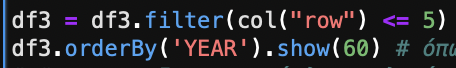 df3 = df3.filter(col("row") <= 5)
df3.orderBy('YEAR').show(60) #